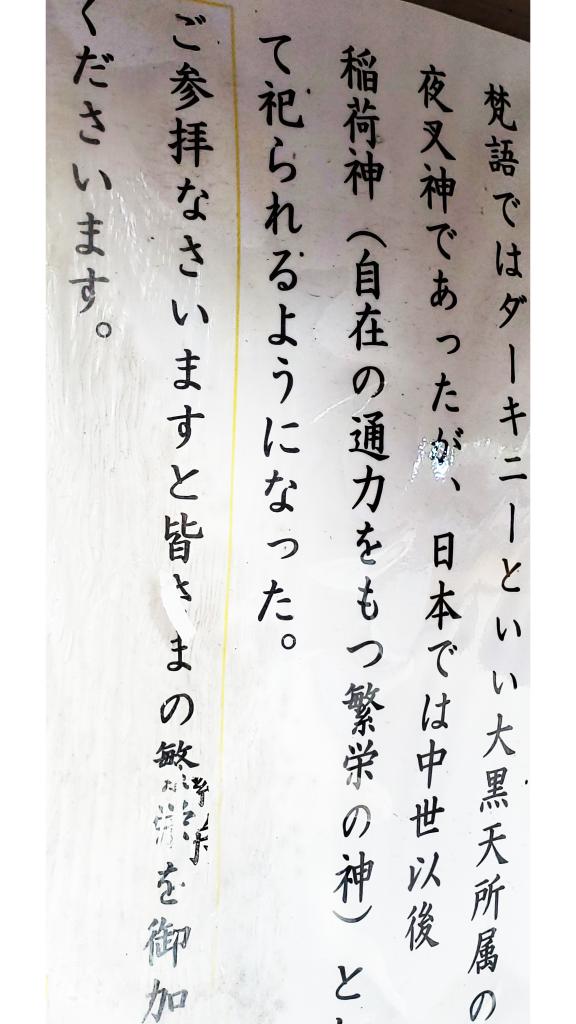 梵語ではダーキニーといい大黒天所属の
夜叉神であったが、日本では中世以後
稲荷神（自在の通力をもつ繁栄の神）とし
て祀られるようになった。
ご参拝なさいますと皆さまの繁栄を御加
くださいます。